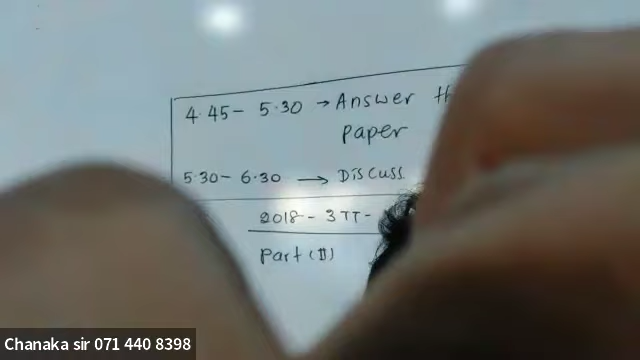 4.45 - 5.30 → Answer
paper
5.30 - 6.30 → Discuss
2018 - 3TT -
Part (II)
Chanaka sir 071 440 8398